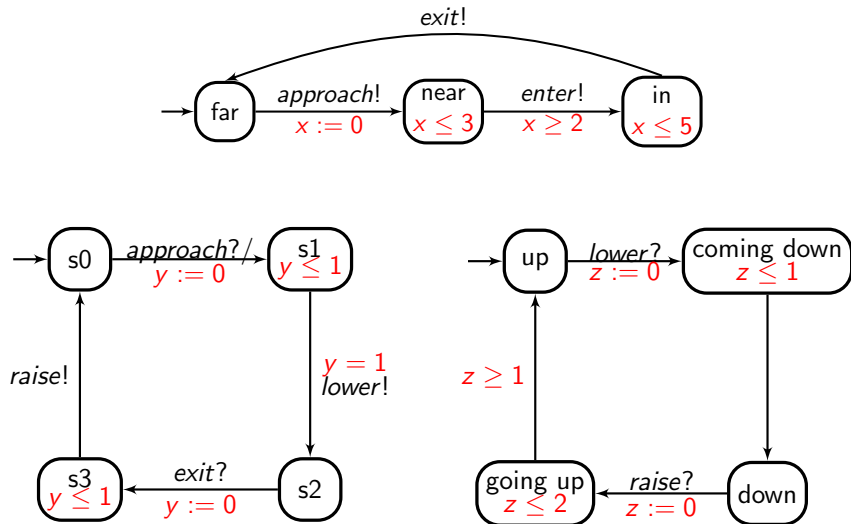 exit!
far
approach!
x := 0
near
x ≤ 3
enter!
x ≥ 2
in
x ≤ 5
s0
approach?/
y := 0
s1
y ≤ 1
y = 1
lower!
raise!
s3
y ≤ 1
exit?
y := 0
s2
up
lower?
z := 0
coming down
z ≤ 1
z ≥ 1
going up
z ≤ 2
raise?
z := 0
down